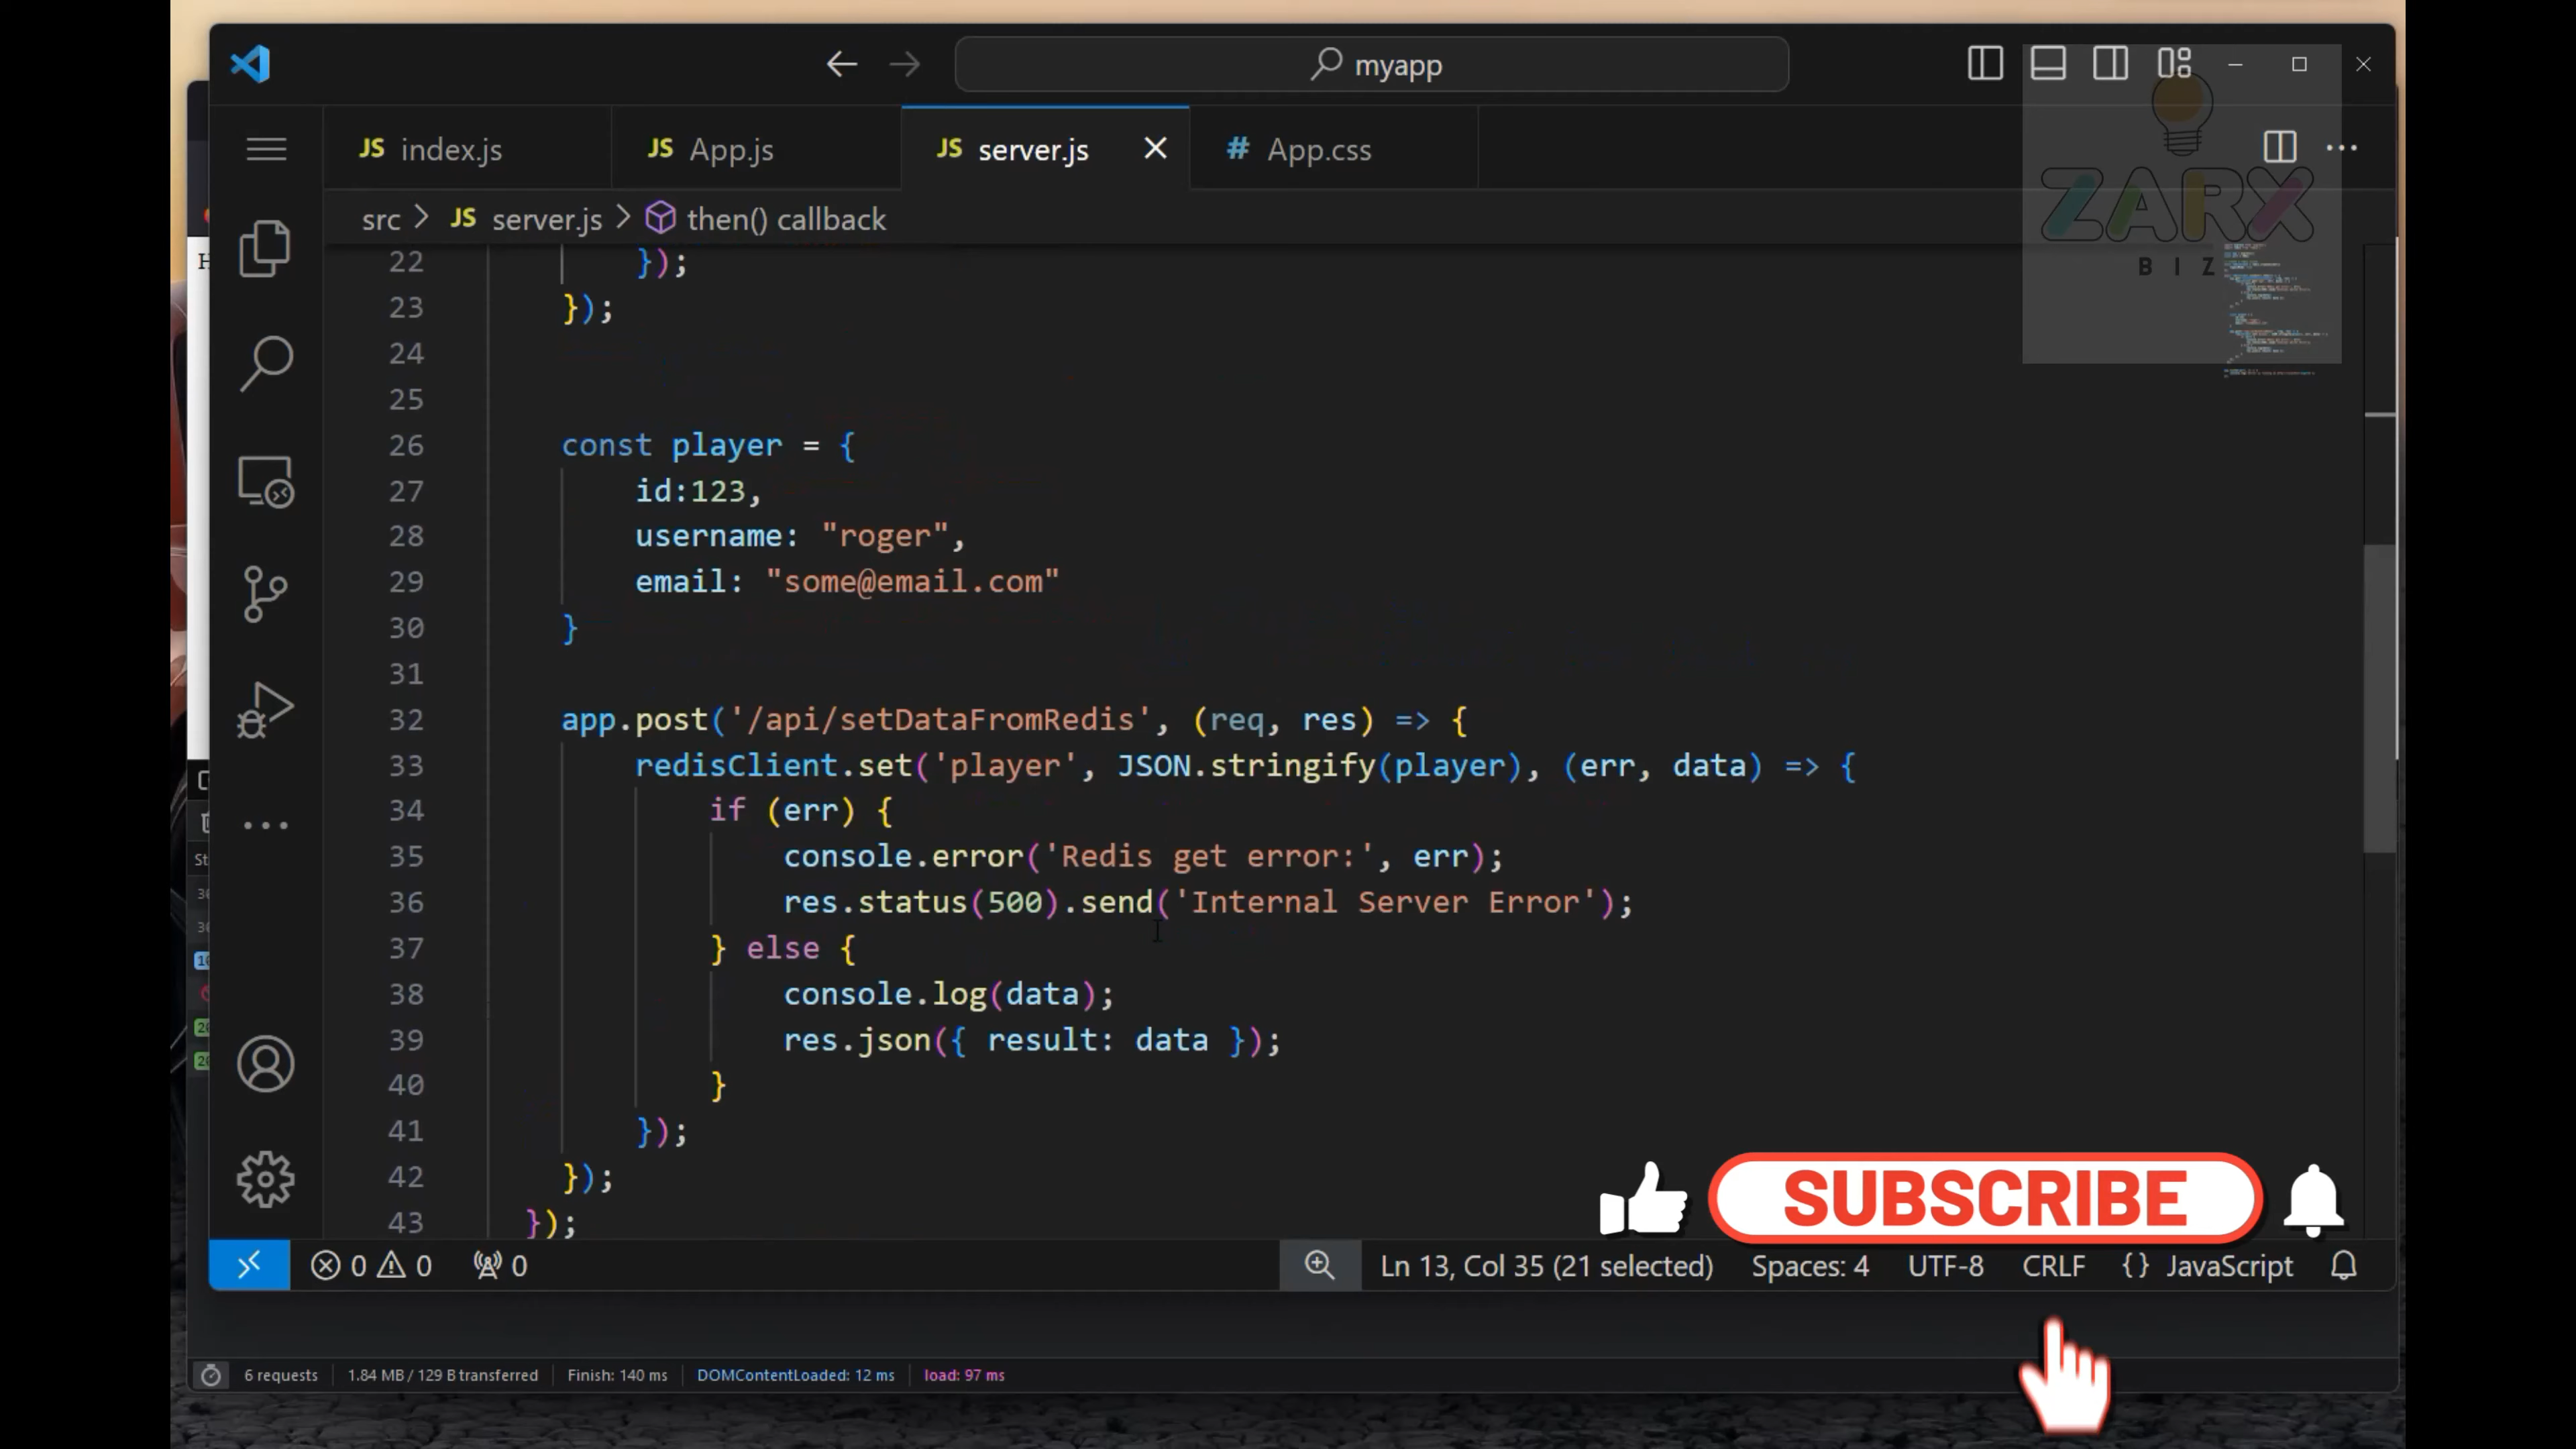 myapp
JS index.js
JS App.js
JS server.js
# App.css
ZARX
BIZ
src > JS server.js > then() callback
22 });
23 });
24
25
26 const player = {
27 id:123,
28 username: "roger",
29 email: "some@email.com"
30 }
31
32 app.post('/api/setDataFromRedis', (req, res) => {
33 redisClient.set('player', JSON.stringify(player), (err, data) => {
34 if (err) {
35 console.error('Redis get error:', err);
36 res.status(500).send('Internal Server Error');
37 } else {
38 console.log(data);
39 res.json({ result: data });
40 }
41 });
42 });
43 });
SUBSCRIBE
0 0 0
Ln 13, Col 35 (21 selected) Spaces: 4 UTF-8 CRLF {} JavaScript
6 requests 1.84 MB / 129 B transferred Finish: 140 ms DOMContentLoaded: 12 ms load: 97 ms